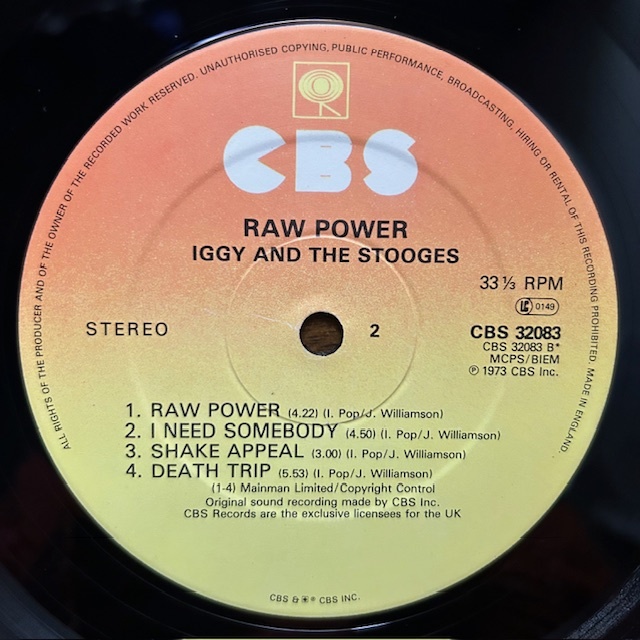 ALL RIGHTS OF THE PRODUCER AND OF THE OWNER OF THE RECORDED WORK RESERVED. UNAUTHORISED COPYING, PUBLIC PERFORMANCE, BROADCASTING, HIRING OR RENTAL OF THIS RECORDING PROHIBITED. MADE IN ENGLAND.
CBS
RAW POWER
IGGY AND THE STOOGES
33⅓ RPM
LC 0149
STEREO
2
CBS 32083
CBS 32083 B*
MCPS/BIEM
℗ 1973 CBS Inc.
1. RAW POWER (4.22) (I. Pop/J. Williamson)
2. I NEED SOMEBODY (4.50) (I. Pop/J. Williamson)
3. SHAKE APPEAL (3.00) (I. Pop/J. Williamson)
4. DEATH TRIP (5.53) (I. Pop/J. Williamson)
(1-4) Mainman Limited/Copyright Control
Original sound recording made by CBS Inc.
CBS Records are the exclusive licensees for the UK
CBS & ® CBS INC.